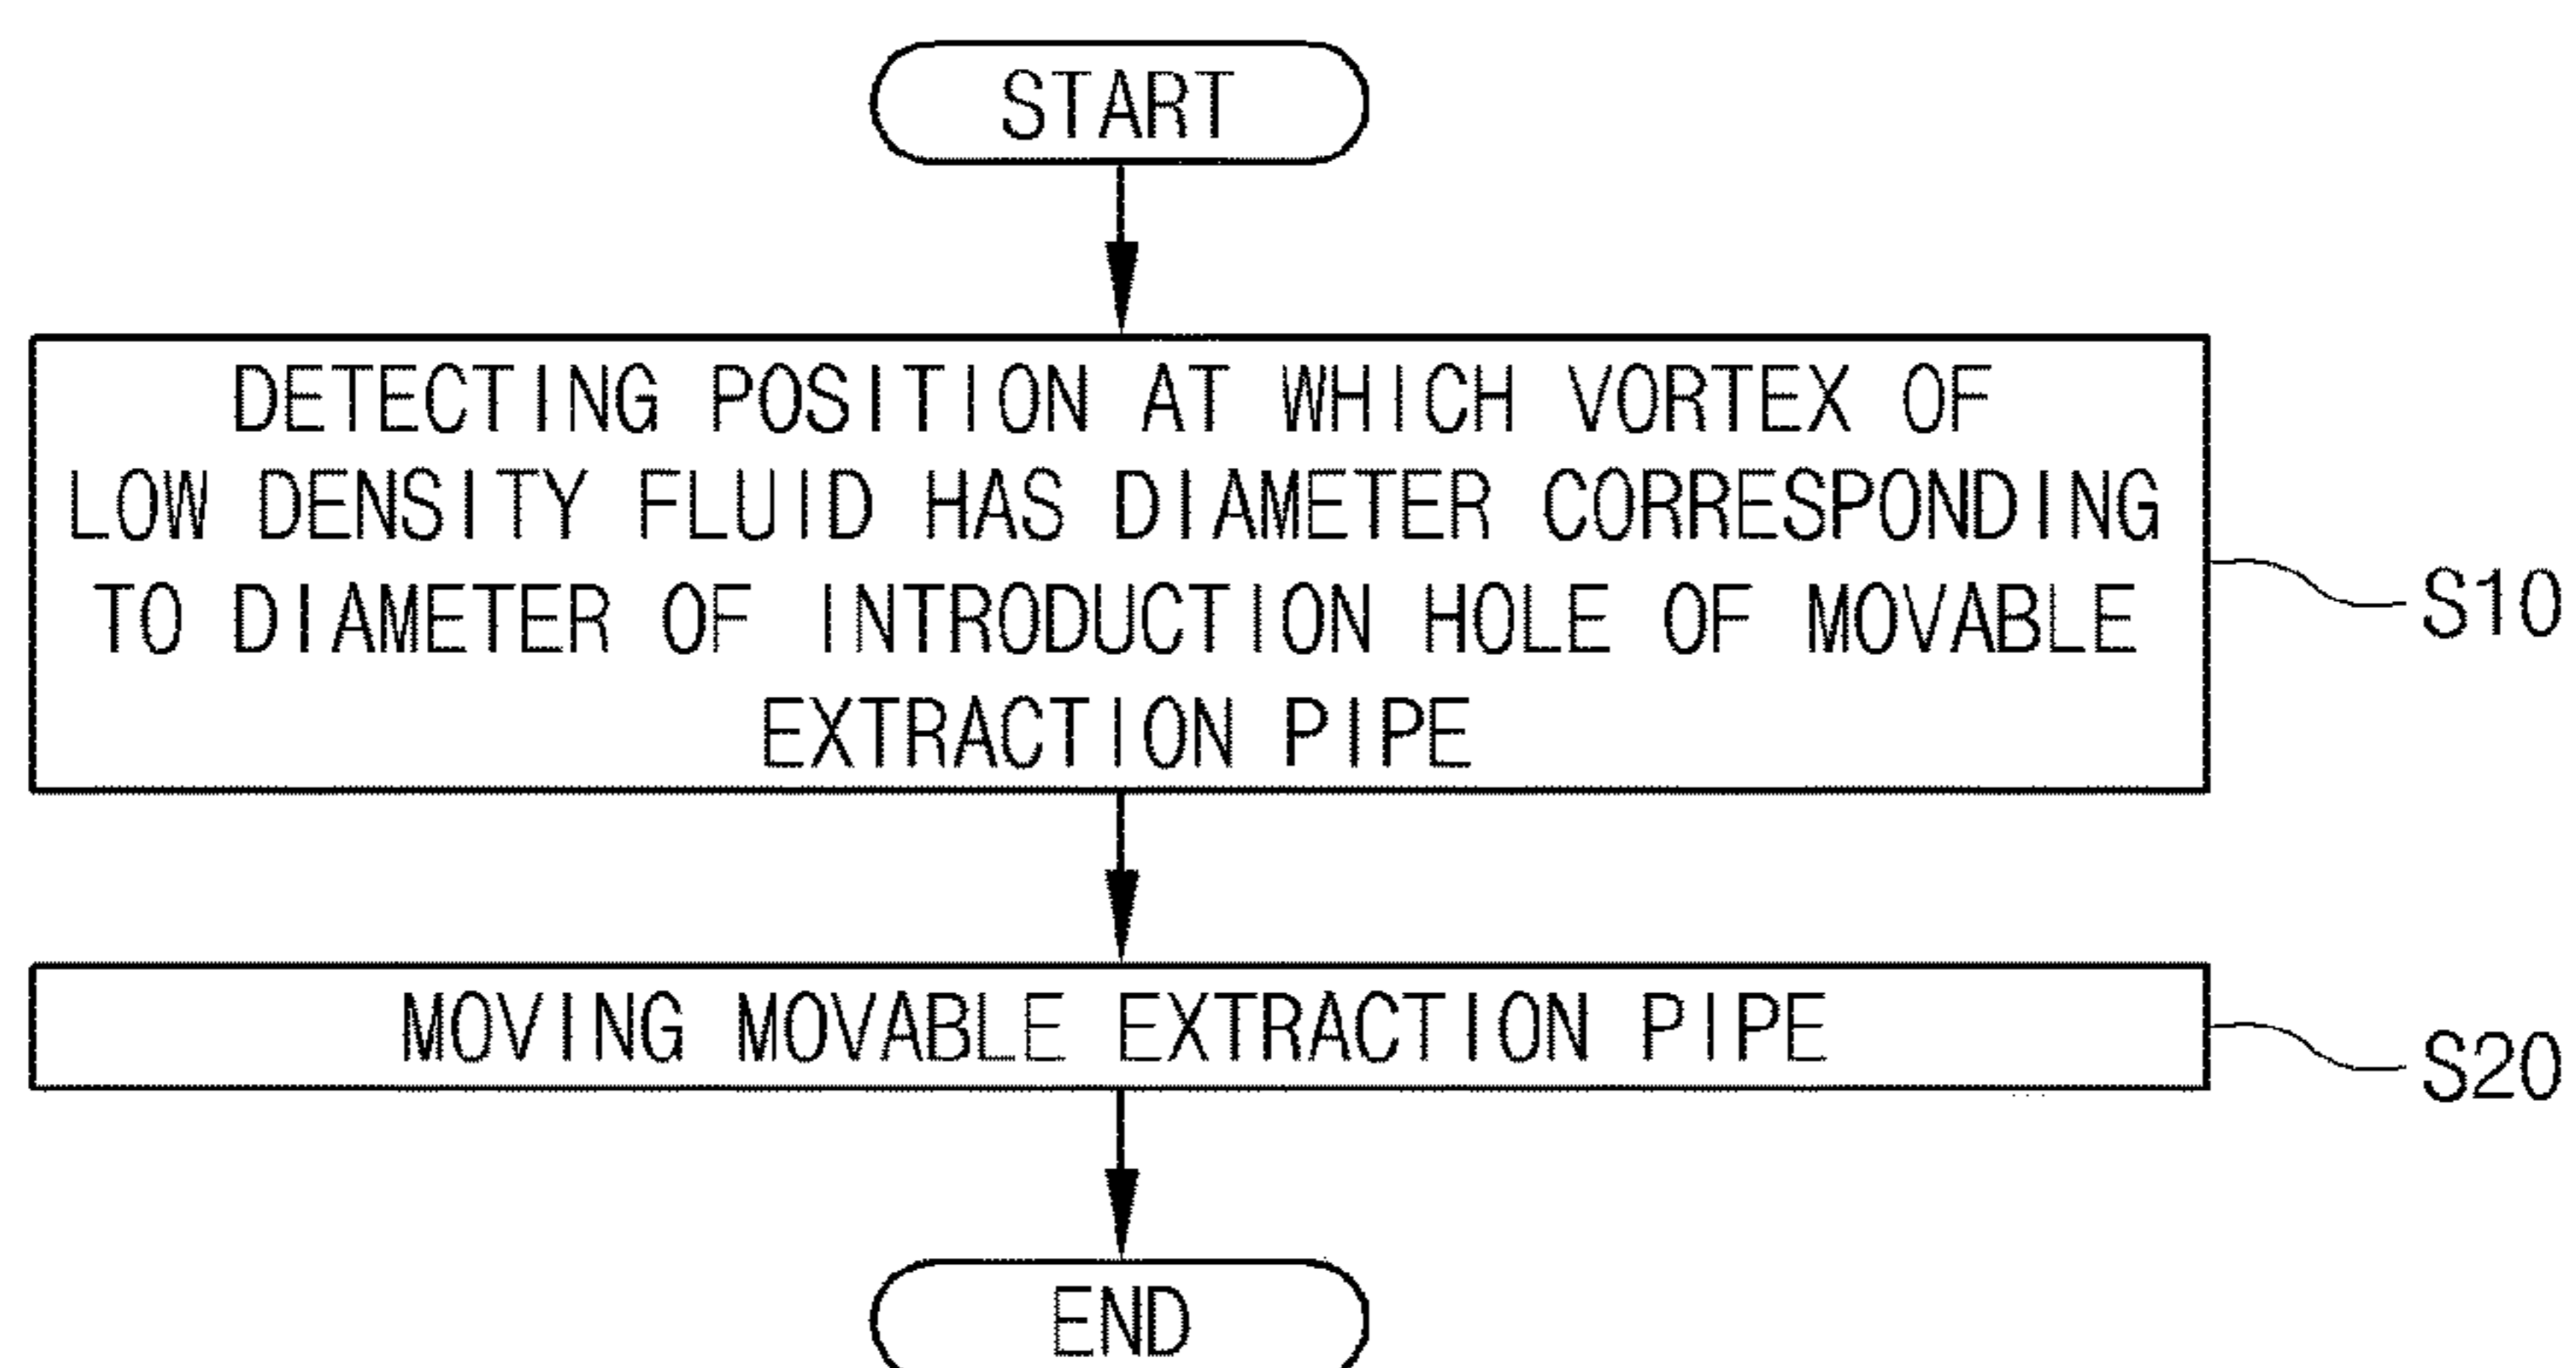 START
DETECTING POSITION AT WHICH VORTEX OF
LOW DENSITY FLUID HAS DIAMETER CORRESPONDING
TO DIAMETER OF INTRODUCTION HOLE OF MOVABLE
EXTRACTION PIPE
S10
MOVING MOVABLE EXTRACTION PIPE
S20
END